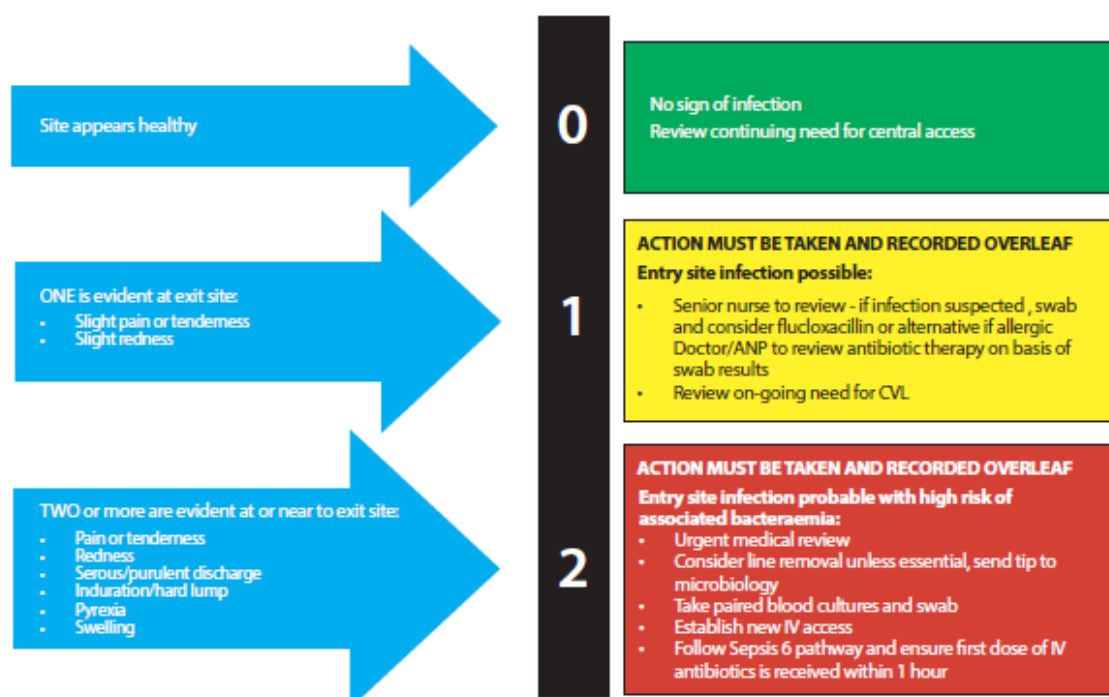 Site appears healthy
0
No sign of infection
Review continuing need for central access
ONE is evident at exit site:
• Slight pain or tenderness
• Slight redness
1
ACTION MUST BE TAKEN AND RECORDED OVERLEAF
Entry site infection possible:
• Senior nurse to review - if infection suspected , swab
and consider flucloxacillin or alternative if allergic
Doctor/ANP to review antibiotic therapy on basis of
swab results
• Review on-going need for CVL
TWO or more are evident at or near to exit site:
• Pain or tenderness
• Redness
• Serous/purulent discharge
• Induration/hard lump
• Pyrexia
• Swelling
2
ACTION MUST BE TAKEN AND RECORDED OVERLEAF
Entry site infection probable with high risk of
associated bacteraemia:
• Urgent medical review
• Consider line removal unless essential, send tip to
microbiology
• Take paired blood cultures and swab
• Establish new IV access
• Follow Sepsis 6 pathway and ensure first dose of IV
antibiotics is received within 1 hour